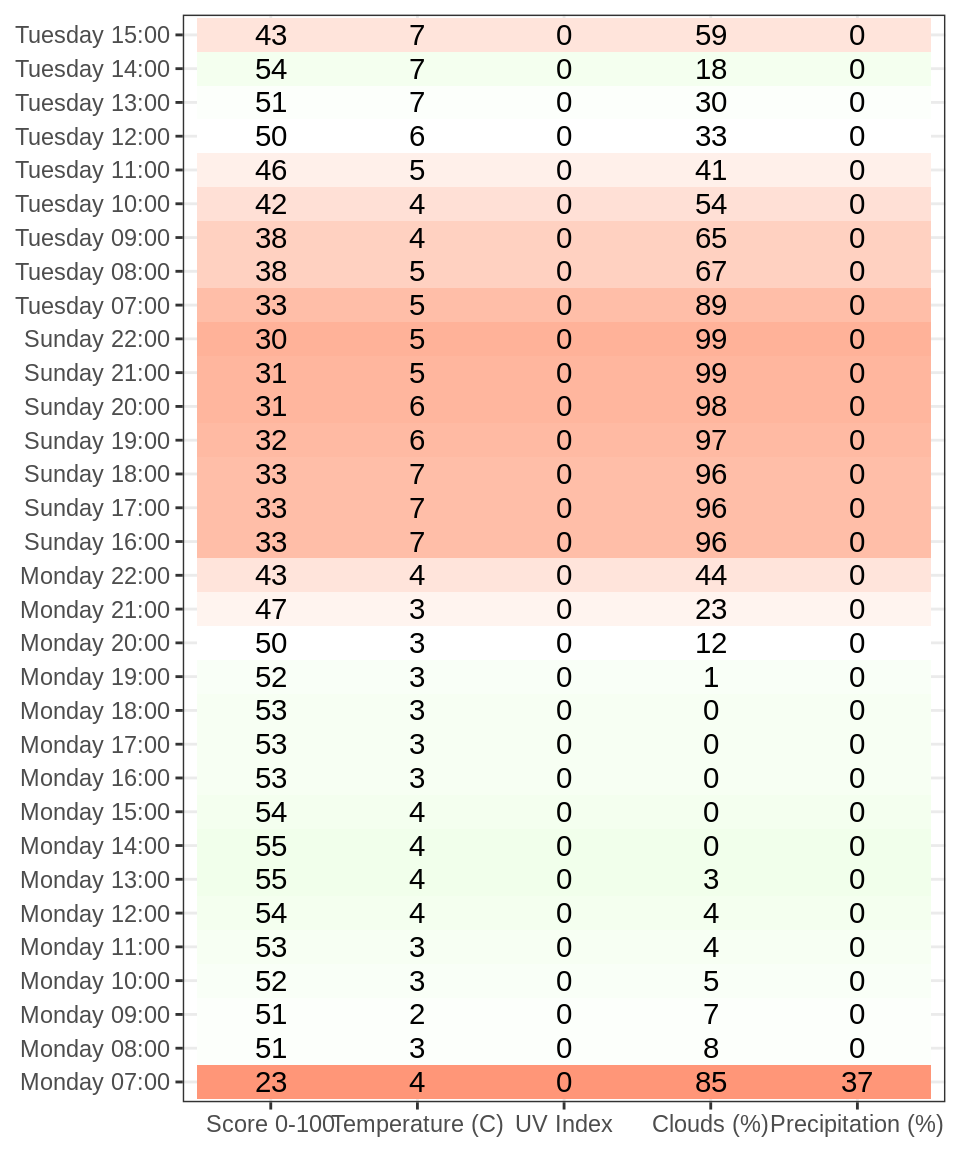 Tuesday 15:00 43 7 0 59 0
Tuesday 14:00 54 7 0 18 0
Tuesday 13:00 51 7 0 30 0
Tuesday 12:00 50 6 0 33 0
Tuesday 11:00 46 5 0 41 0
Tuesday 10:00 42 4 0 54 0
Tuesday 09:00 38 4 0 65 0
Tuesday 08:00 38 5 0 67 0
Tuesday 07:00 33 5 0 89 0
Sunday 22:00 30 5 0 99 0
Sunday 21:00 31 5 0 99 0
Sunday 20:00 31 6 0 98 0
Sunday 19:00 32 6 0 97 0
Sunday 18:00 33 7 0 96 0
Sunday 17:00 33 7 0 96 0
Sunday 16:00 33 7 0 96 0
Monday 22:00 43 4 0 44 0
Monday 21:00 47 3 0 23 0
Monday 20:00 50 3 0 12 0
Monday 19:00 52 3 0 1 0
Monday 18:00 53 3 0 0 0
Monday 17:00 53 3 0 0 0
Monday 16:00 53 3 0 0 0
Monday 15:00 54 4 0 0 0
Monday 14:00 55 4 0 0 0
Monday 13:00 55 4 0 3 0
Monday 12:00 54 4 0 4 0
Monday 11:00 53 3 0 4 0
Monday 10:00 52 3 0 5 0
Monday 09:00 51 2 0 7 0
Monday 08:00 51 3 0 8 0
Monday 07:00 23 4 0 85 37
Score 0-100 Temperature (C) UV Index Clouds (%) Precipitation (%)